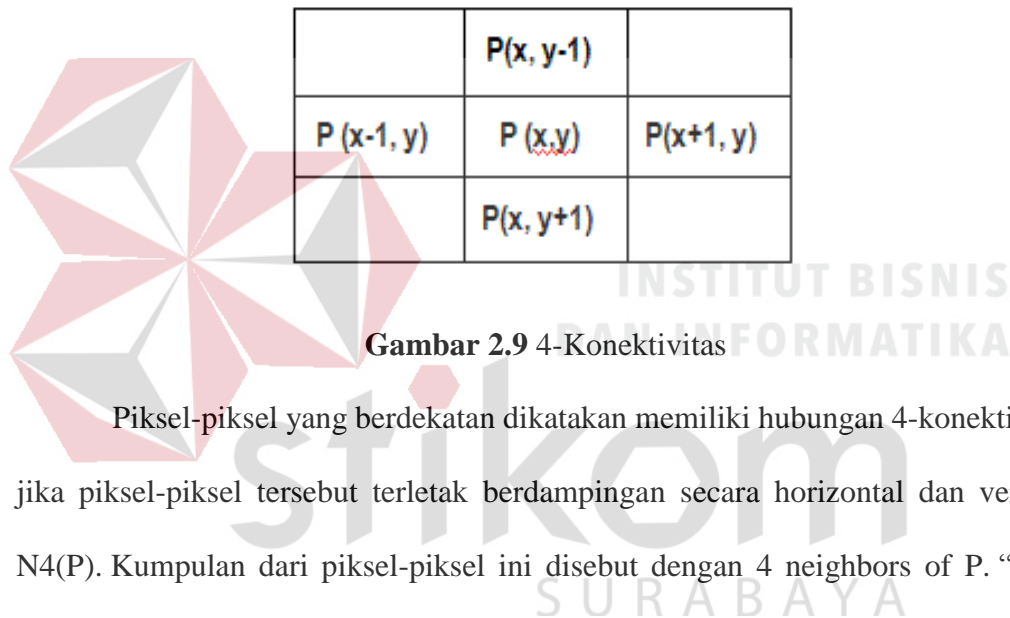 P(x, y-1)
P (x-1, y) P (x,y) P(x+1, y)
P(x, y+1)
INSTITUT BISNIS
DAN INFORMATIKA
Gambar 2.9 4-Konektivitas
Piksel-piksel yang berdekatan dikatakan memiliki hubungan 4-konekti
jika piksel-piksel tersebut terletak berdampingan secara horizontal dan ve
N4(P). Kumpulan dari piksel-piksel ini disebut dengan 4 neighbors of P. “
stikom
SURABAYA